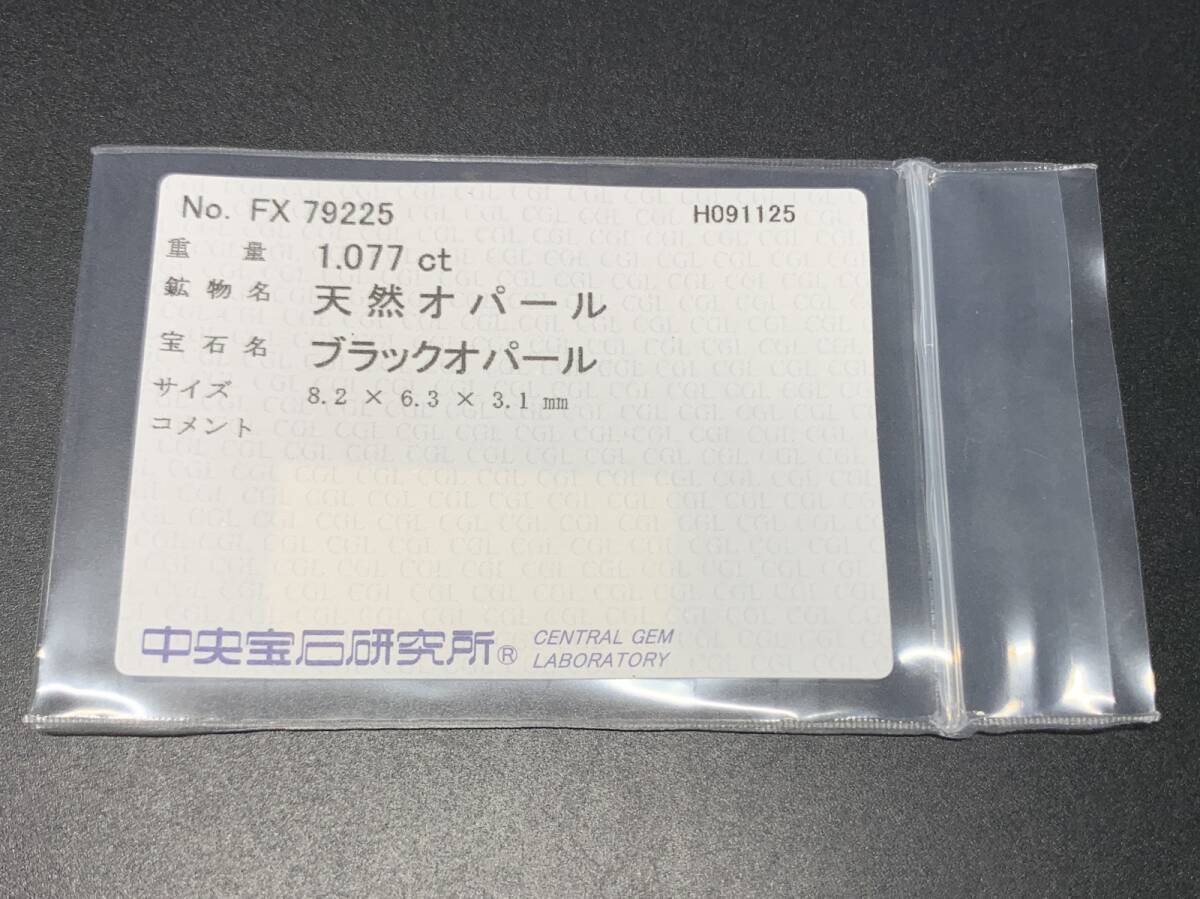 No. FX 79225 H091125
重量 1.077 ct
鉱物名 天然オパール
宝石名 ブラックオパール
サイズ 8.2 × 6.3 × 3.1 ㎜
コメント
中央宝石研究所® CENTRAL GEM
LABORATORY